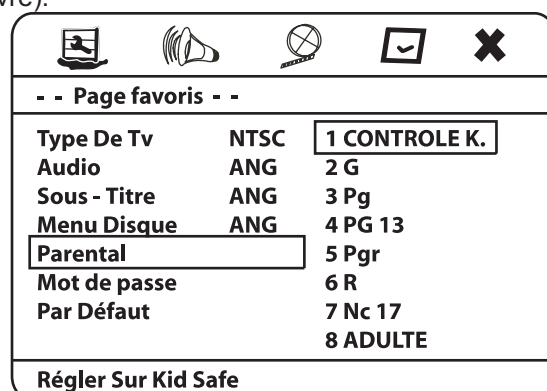 vre).
- - Page favoris - -
Type De Tv NTSC 1 CONTROLE K.
Audio ANG 2 G
Sous - Titre ANG 3 Pg
Menu Disque ANG 4 PG 13
Parental 5 Pgr
Mot de passe 6 R
Par Défaut 7 Nc 17
8 ADULTE
Régler Sur Kid Safe